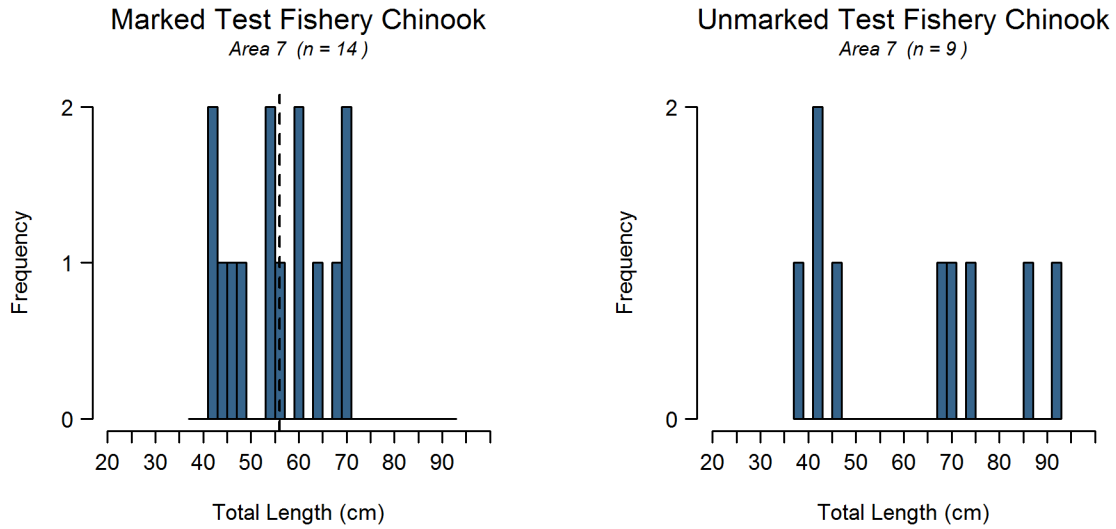 Marked Test Fishery Chinook
Area 7 (n = 14 )
Frequency
2
1
0
20 30 40 50 60 70 80 90
Total Length (cm)
Unmarked Test Fishery Chinook
Area 7 (n = 9 )
Frequency
2
0
20 30 40 50 60 70 80 90
Total Length (cm)